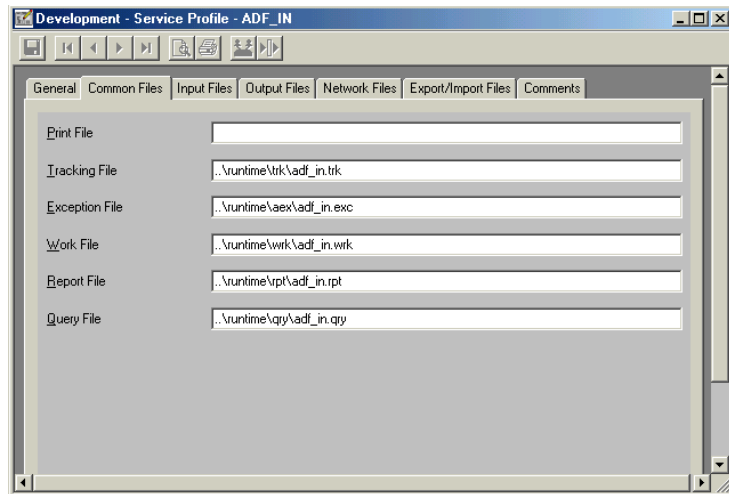 Development - Service Profile - ADF_IN
General Common Files Input Files Output Files Network Files Export/Import Files Comments
Print File
Tracking File ..\runtime\trk\adf_in.trk
Exception File ..\runtime\aex\adf_in.exc
Work File ..\runtime\wrk\adf_in.wrk
Report File ..\runtime\rpt\adf_in.rpt
Query File ..\runtime\qry\adf_in.qry